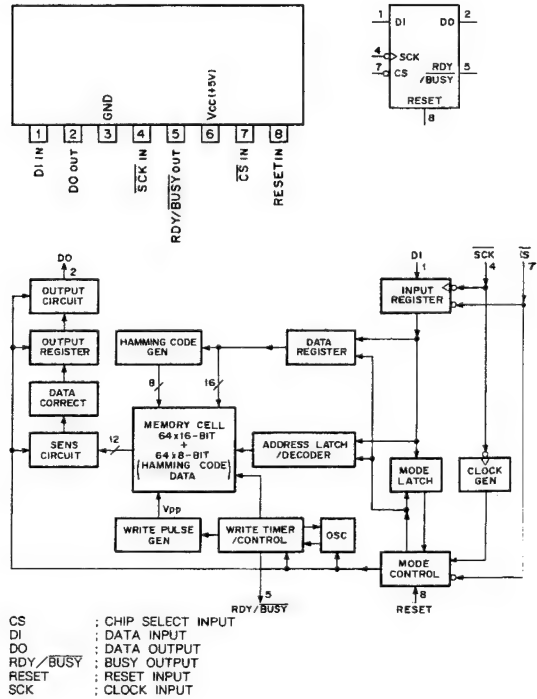 GND
Vcc(+5V)
1 2 3 4 5 6 7 8
DI IN
DO OUT
SCK IN
RDY/BUSY OUT
CS IN
RESET IN
1 DI DO 2
4 SCK
7 CS RDY/BUSY 5
RESET
8
DO
2
OUTPUT CIRCUIT
OUTPUT REGISTER
DATA CORRECT
SENS CIRCUIT
12
HAMMING CODE GEN
8
16
DATA REGISTER
MEMORY CELL
64x16-BIT
+
64x8-BIT
(HAMMING CODE DATA)
ADDRESS LATCH
/DECODER
Vpp
WRITE PULSE GEN
WRITE TIMER
/CONTROL
OSC
5
RDY/BUSY
DI
1
SCK
4
CS
7
INPUT REGISTER
MODE LATCH
CLOCK GEN
MODE CONTROL
8
RESET
CS : CHIP SELECT INPUT
DI : DATA INPUT
DO : DATA OUTPUT
RDY/BUSY : BUSY OUTPUT
RESET : RESET INPUT
SCK : CLOCK INPUT